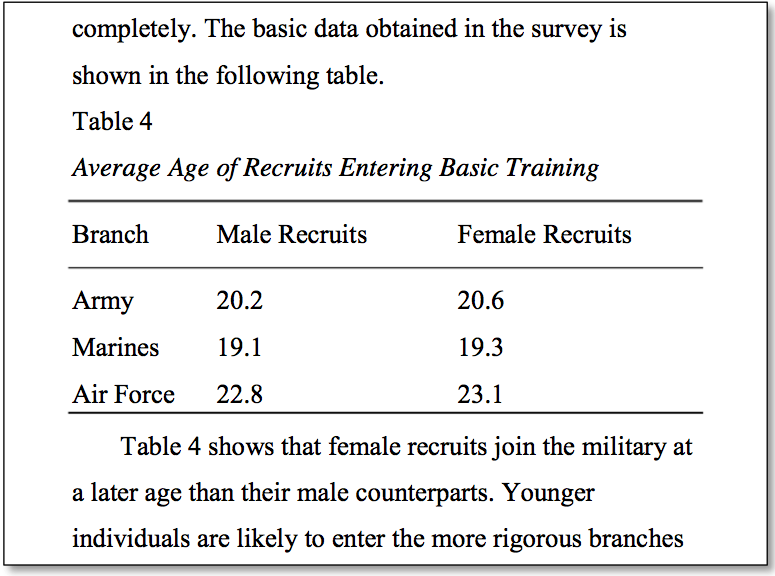 completely. The basic data obtained in the survey is
shown in the following table.
Table 4
Average Age of Recruits Entering Basic Training
Branch Male Recruits Female Recruits
Army 20.2 20.6
Marines 19.1 19.3
Air Force 22.8 23.1
Table 4 shows that female recruits join the military at
a later age than their male counterparts. Younger
individuals are likely to enter the more rigorous branches